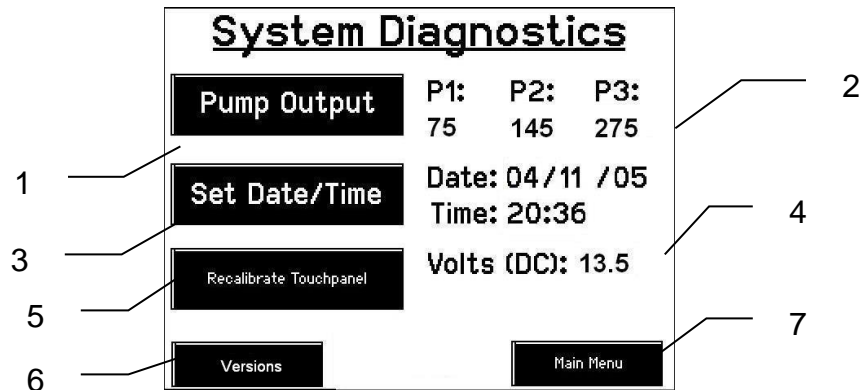 System Diagnostics
Pump Output
P1: P2: P3:
75 145 275
2
1
Set Date/Time
Date: 04/11 /05
Time: 20:36
4
3
Recalibrate Touchpanel
Volts (DC): 13.5
5
7
Versions
Main Menu
6